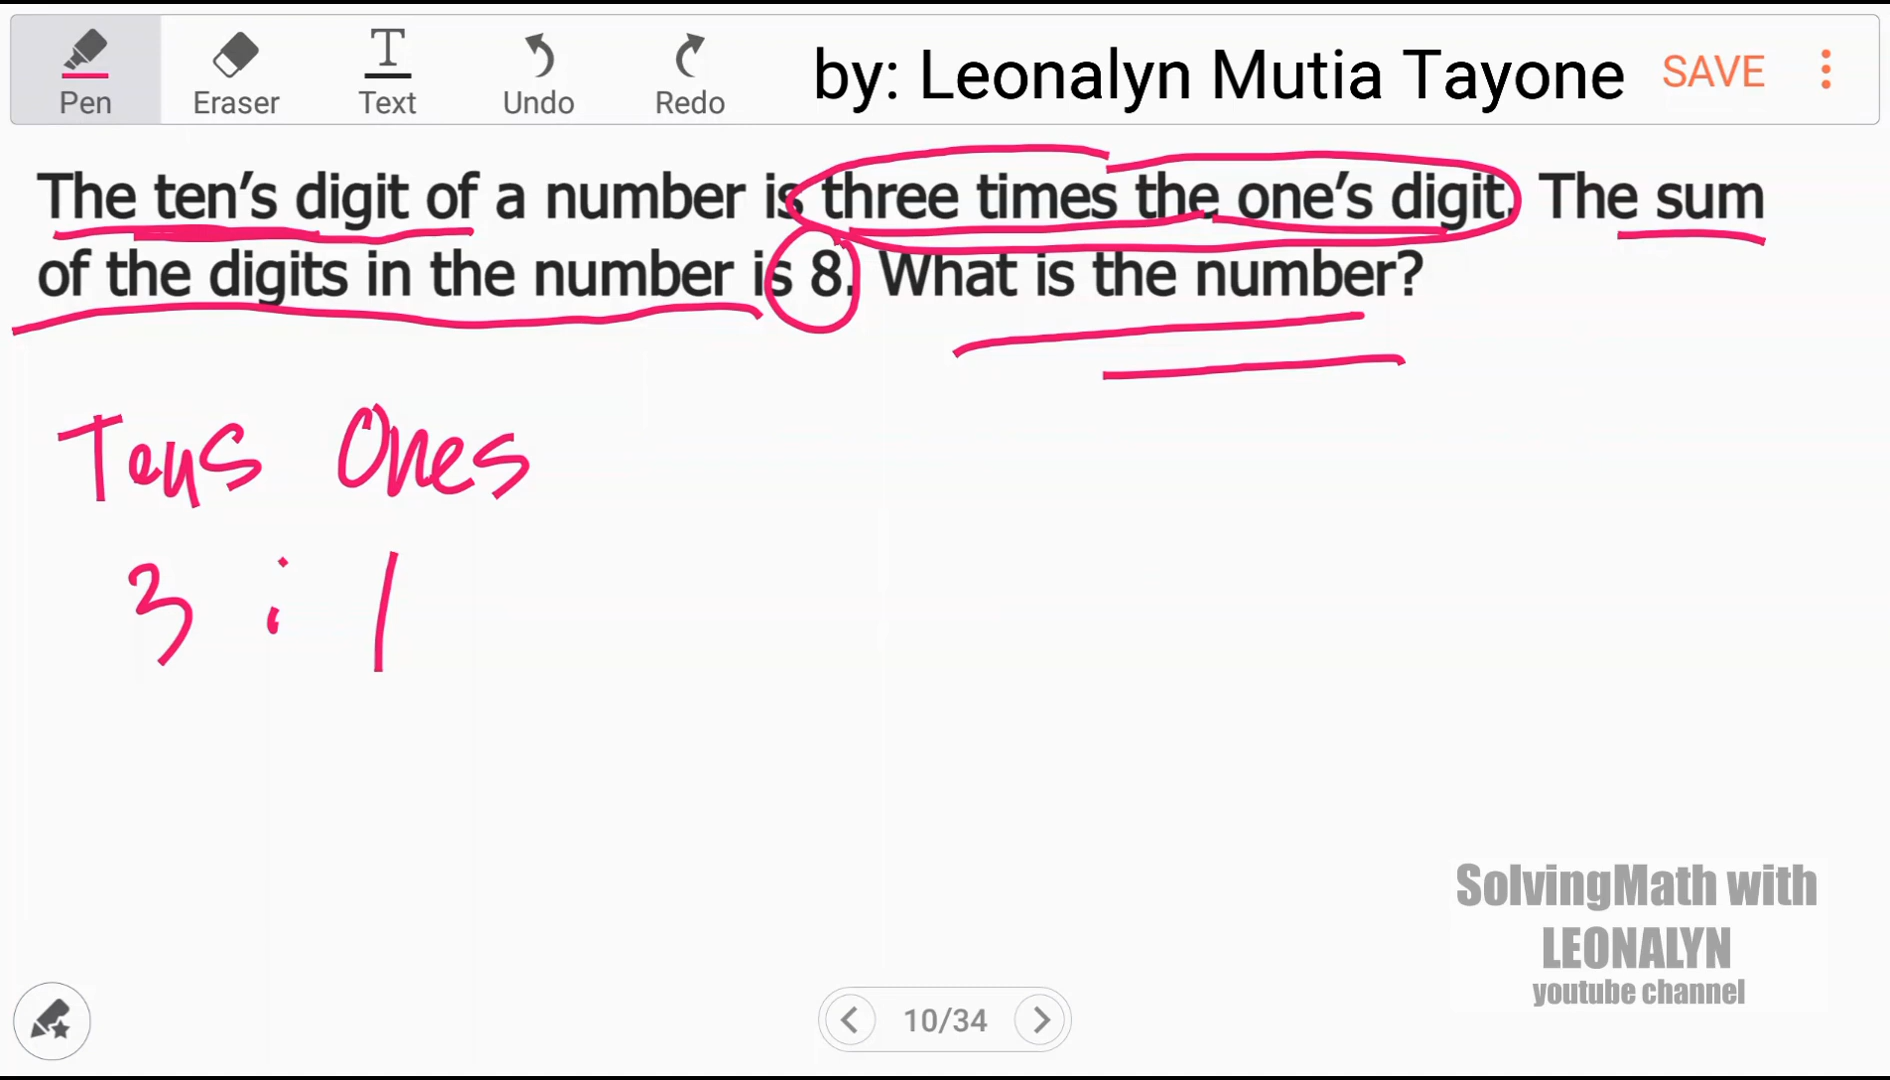 Pen Eraser Text Undo Redo by: Leonalyn Mutia Tayone SAVE
The ten’s digit of a number is three times the one’s digit. The sum
of the digits in the number is 8. What is the number?
Tens Ones
3 : 1
SolvingMath with
LEONALYN
youtube channel
10/34